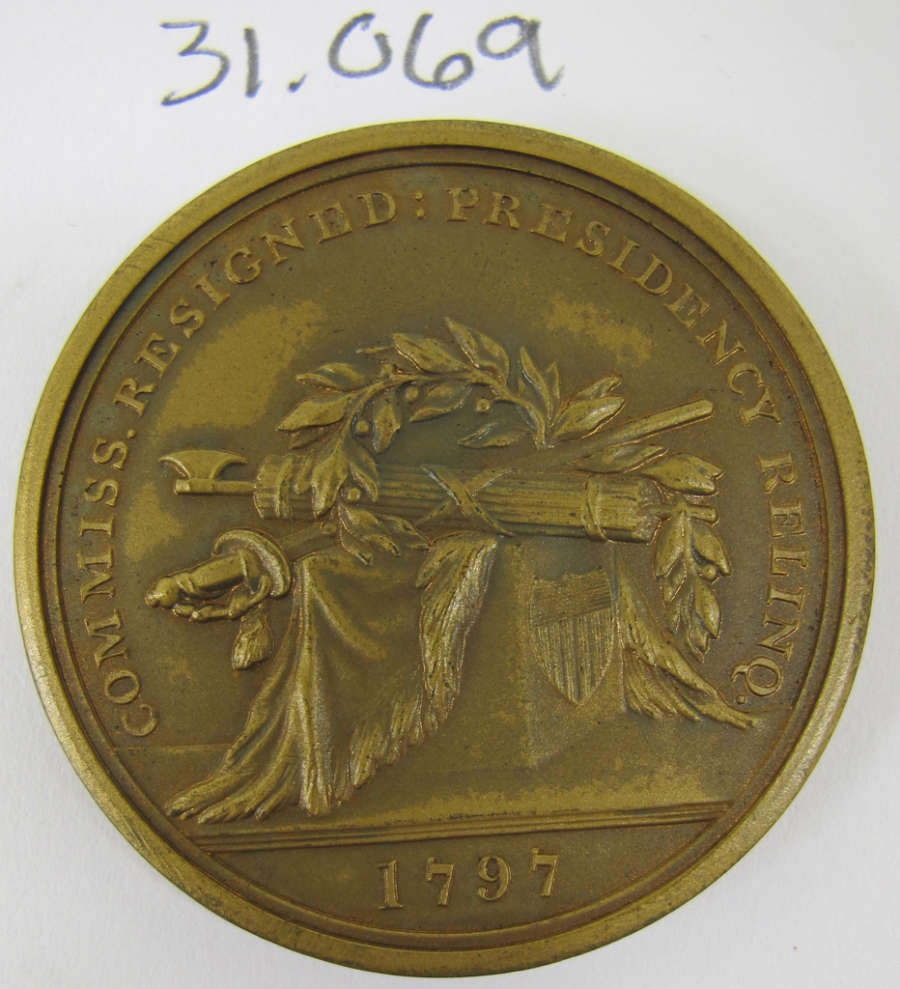 31.069
COMMISS. RESIGNED: PRESIDENCY RELINQ.
1797